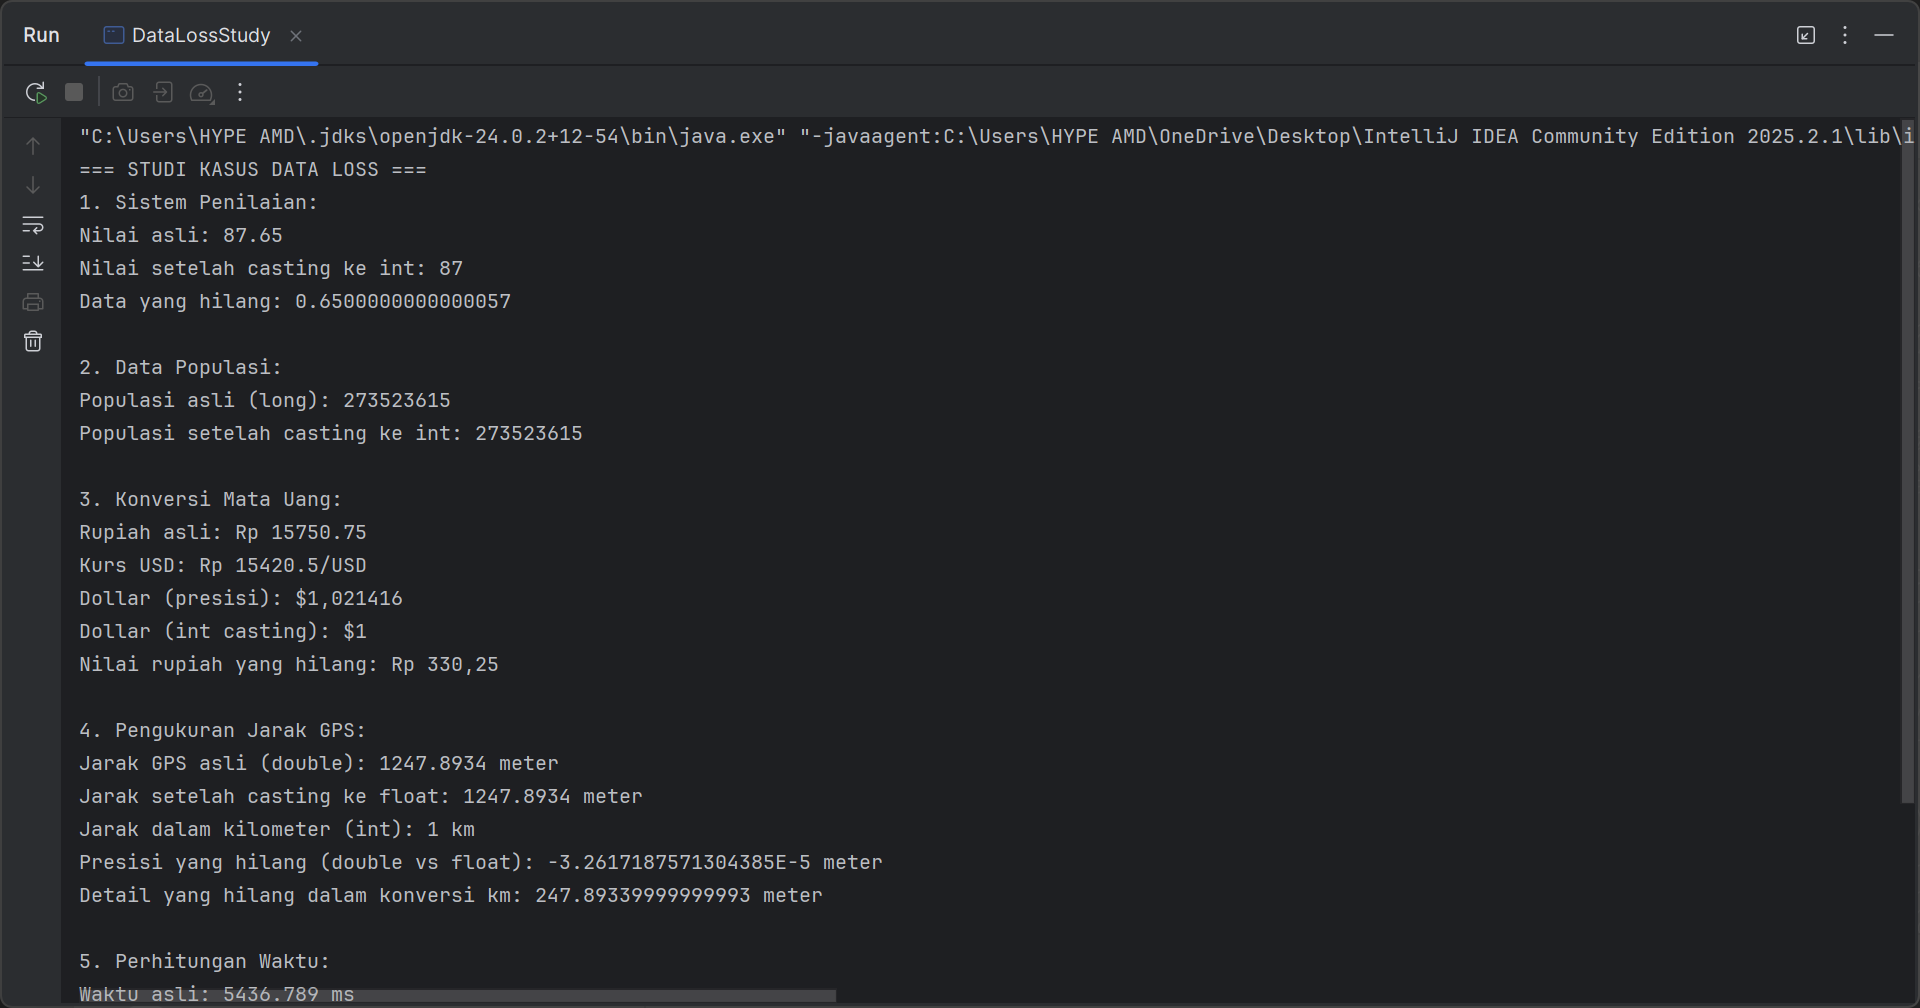 Run DataLossStudy
"C:\Users\HYPE AMD\.jdks\openjdk-24.0.2+12-54\bin\java.exe" "-javaagent:C:\Users\HYPE AMD\OneDrive\Desktop\IntelliJ IDEA Community Edition 2025.2.1\lib\i
=== STUDI KASUS DATA LOSS ===
1. Sistem Penilaian:
Nilai asli: 87.65
Nilai setelah casting ke int: 87
Data yang hilang: 0.6500000000000057
2. Data Populasi:
Populasi asli (long): 273523615
Populasi setelah casting ke int: 273523615
3. Konversi Mata Uang:
Rupiah asli: Rp 15750.75
Kurs USD: Rp 15420.5/USD
Dollar (presisi): $1,021416
Dollar (int casting): $1
Nilai rupiah yang hilang: Rp 330,25
4. Pengukuran Jarak GPS:
Jarak GPS asli (double): 1247.8934 meter
Jarak setelah casting ke float: 1247.8934 meter
Jarak dalam kilometer (int): 1 km
Presisi yang hilang (double vs float): -3.2617187571304385E-5 meter
Detail yang hilang dalam konversi km: 247.89339999999993 meter
5. Perhitungan Waktu:
Waktu asli: 5436.789 ms